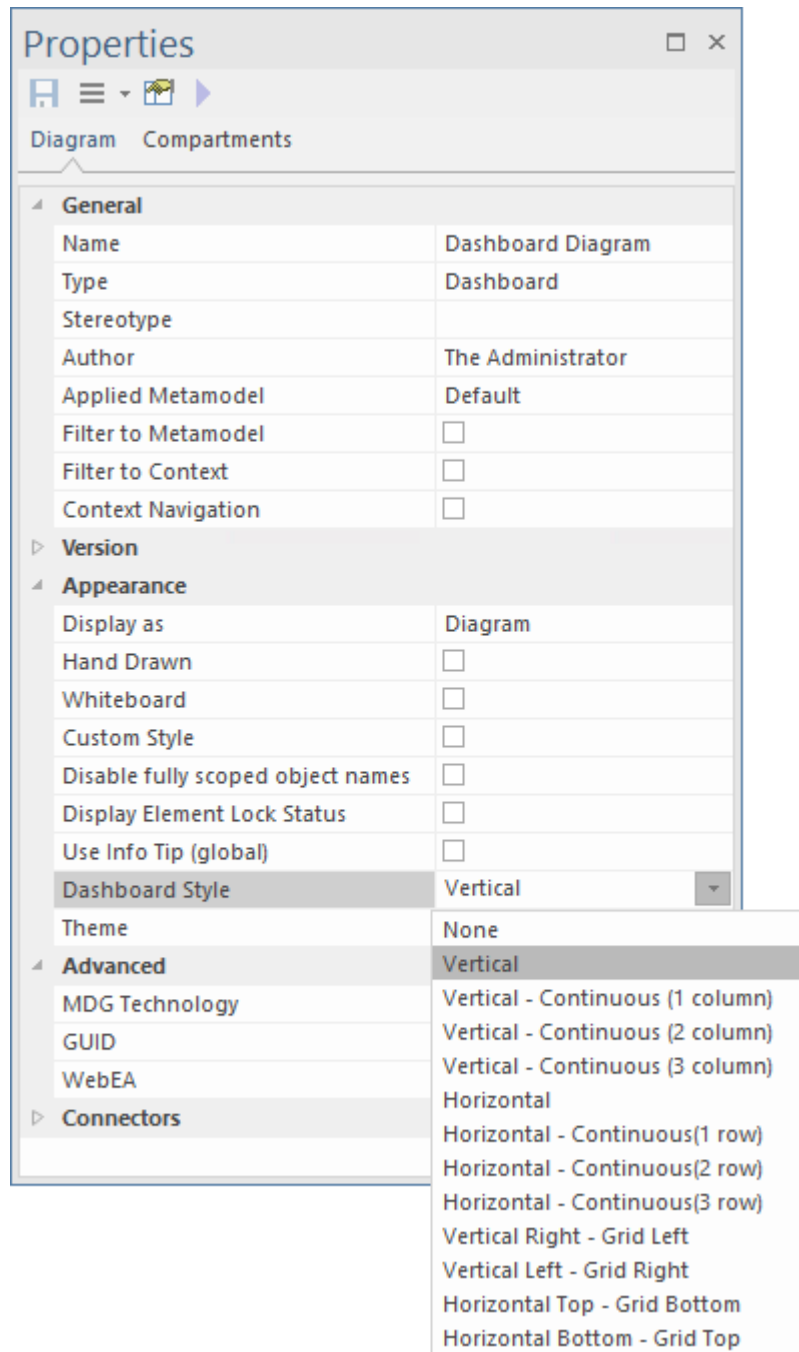 Properties
Diagram Compartments
General
Name Dashboard Diagram
Type Dashboard
Stereotype
Author The Administrator
Applied Metamodel Default
Filter to Metamodel
Filter to Context
Context Navigation
Version
Appearance
Display as Diagram
Hand Drawn
Whiteboard
Custom Style
Disable fully scoped object names
Display Element Lock Status
Use Info Tip (global)
Dashboard Style Vertical
Theme
Advanced
MDG Technology
GUID
WebEA
Connectors
None
Vertical
Vertical - Continuous (1 column)
Vertical - Continuous (2 column)
Vertical - Continuous (3 column)
Horizontal
Horizontal - Continuous(1 row)
Horizontal - Continuous(2 row)
Horizontal - Continuous(3 row)
Vertical Right - Grid Left
Vertical Left - Grid Right
Horizontal Top - Grid Bottom
Horizontal Bottom - Grid Top